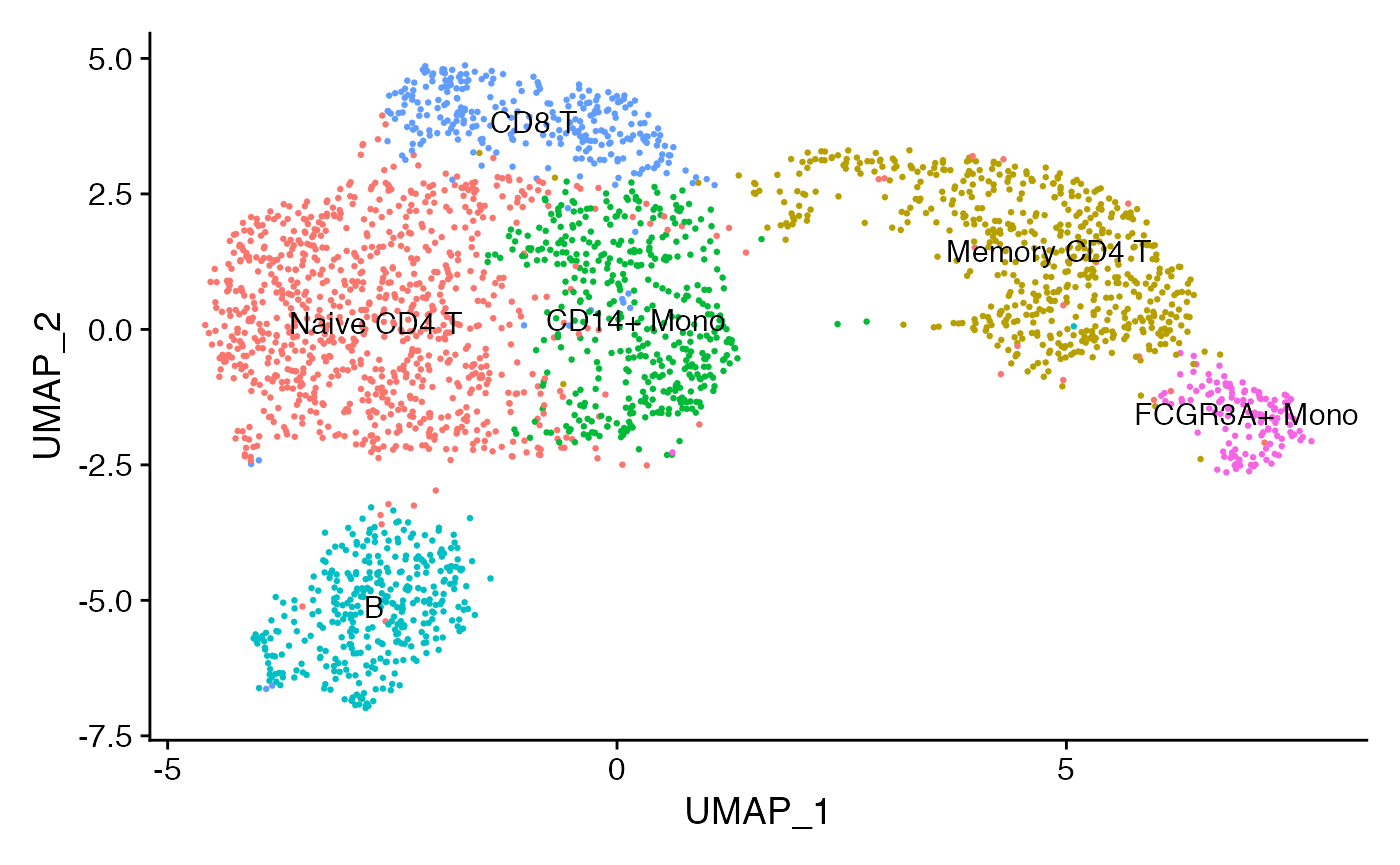 5.0
CD8 T
2.5
Memory CD4 T
0.0
Naive CD4 T
CD14+ Mono
UMAP_2
FCGR3A+ Mono
-2.5
-5.0
B
-7.5
-5
0
5
UMAP_1